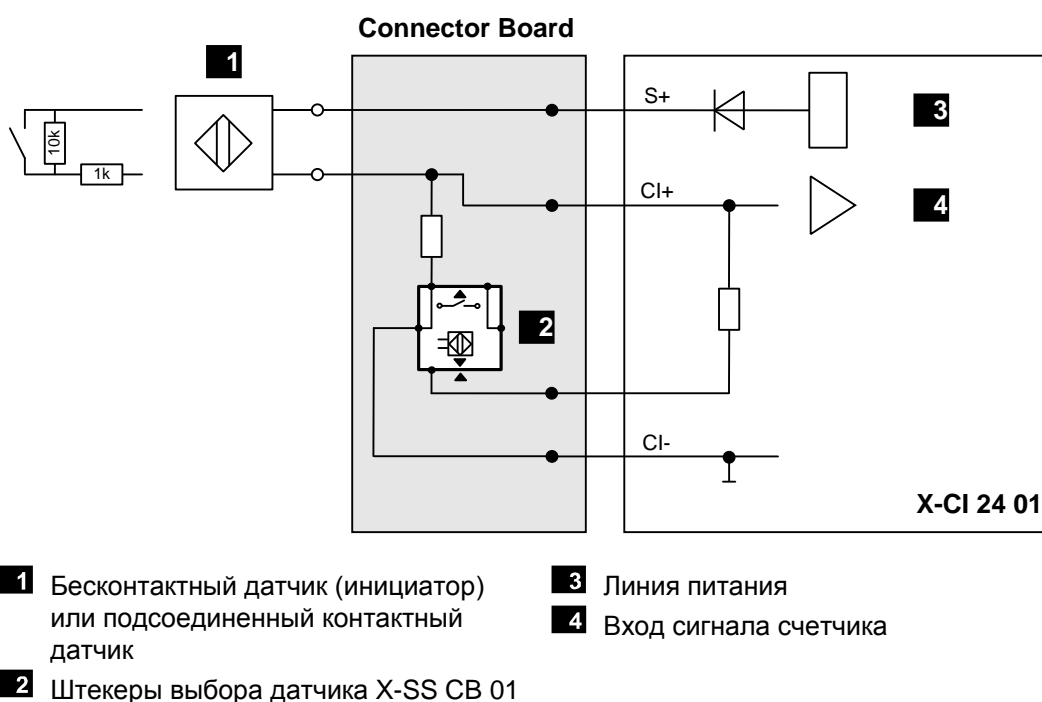 Connector Board
1
S+
3
10k
1k
CI+
4
2
CI-
X-CI 24 01
1 Бесконтактный датчик (инициатор)
или подсоединенный контактный
датчик
2 Штекеры выбора датчика X-SS CB 01
3 Линия питания
4 Вход сигнала счетчика